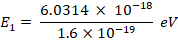 E₁ = 6.0314 × 10⁻¹⁸ / 1.6 × 10⁻¹⁹ eV